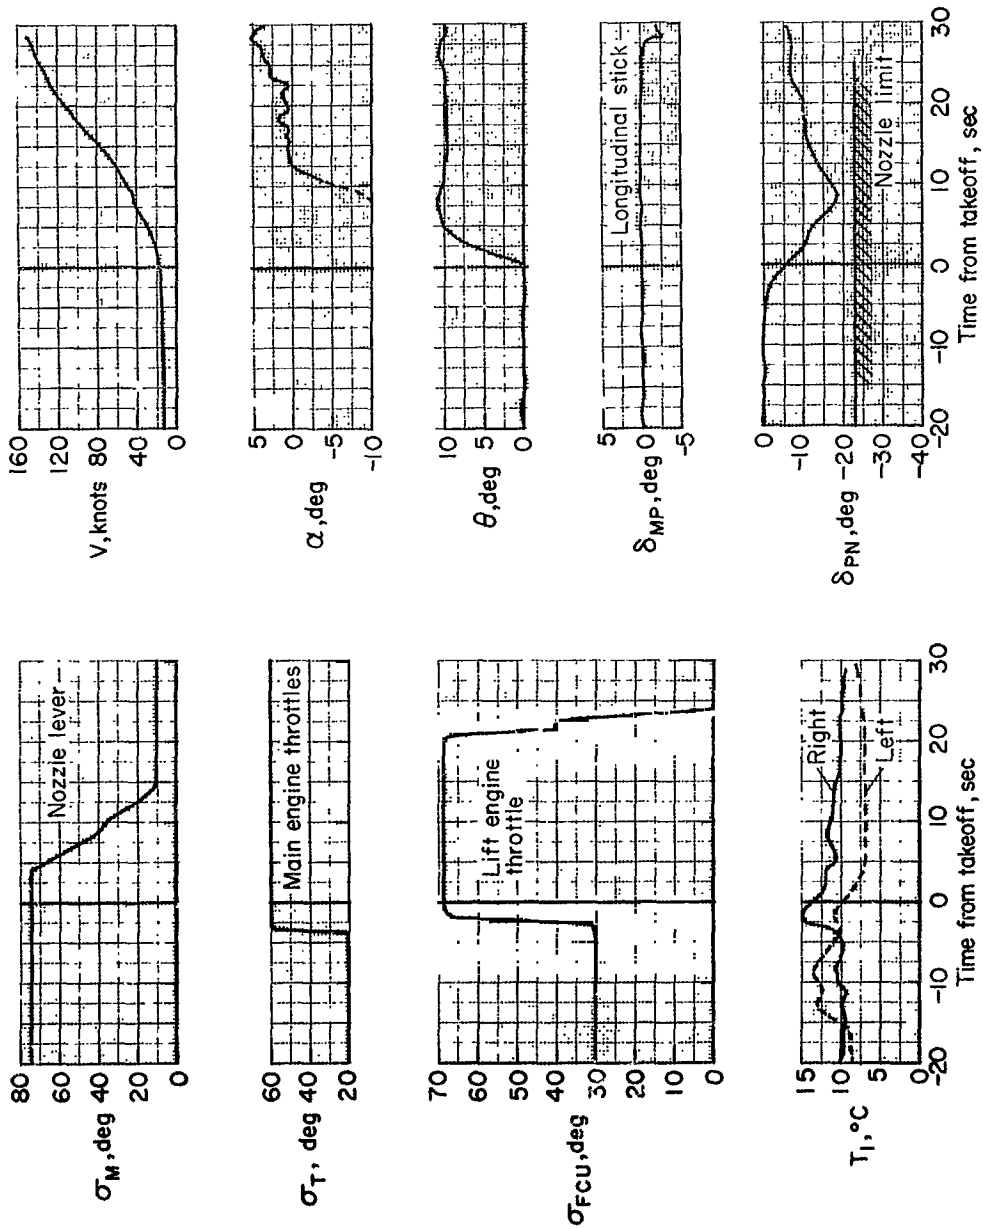 80
60
40
20
0
σM, deg
Nozzle lever
60
40
20
σT, deg
Main engine throttles
70
60
50
40
30
20
10
0
σFCU, deg
Lift engine
throttle
15
10
5
0
T1, °C
Right
Left
-20
-10
0
10
20
30
Time from takeoff, sec
160
120
80
40
0
V, knots
5
0
-5
-10
α, deg
10
5
0
θ, deg
5
0
-5
δMP, deg
Longitudinal stick
0
-10
-20
-30
-40
δPN, deg
Nozzle limit
-20
-10
0
10
20
30
Time from takeoff, sec